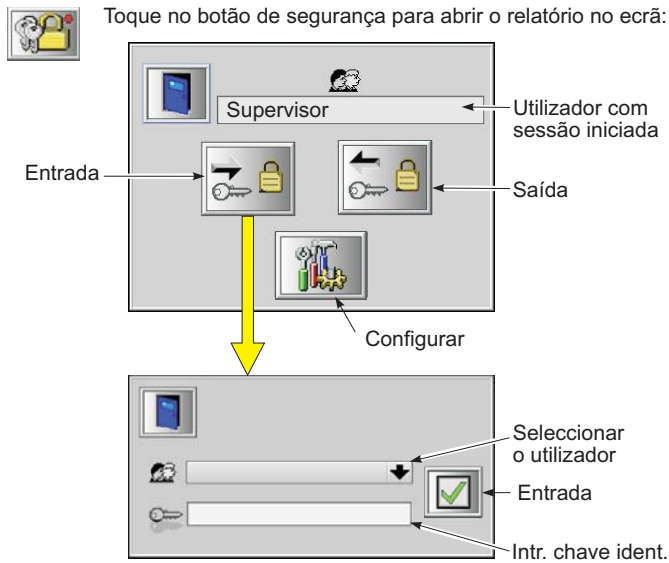 Toque no botão de segurança para abrir o relatório no ecrã:
Supervisor
Utilizador com
sessão iniciada
Entrada
Saída
Configurar
Seleccionar
o utilizador
Entrada
Intr. chave ident.